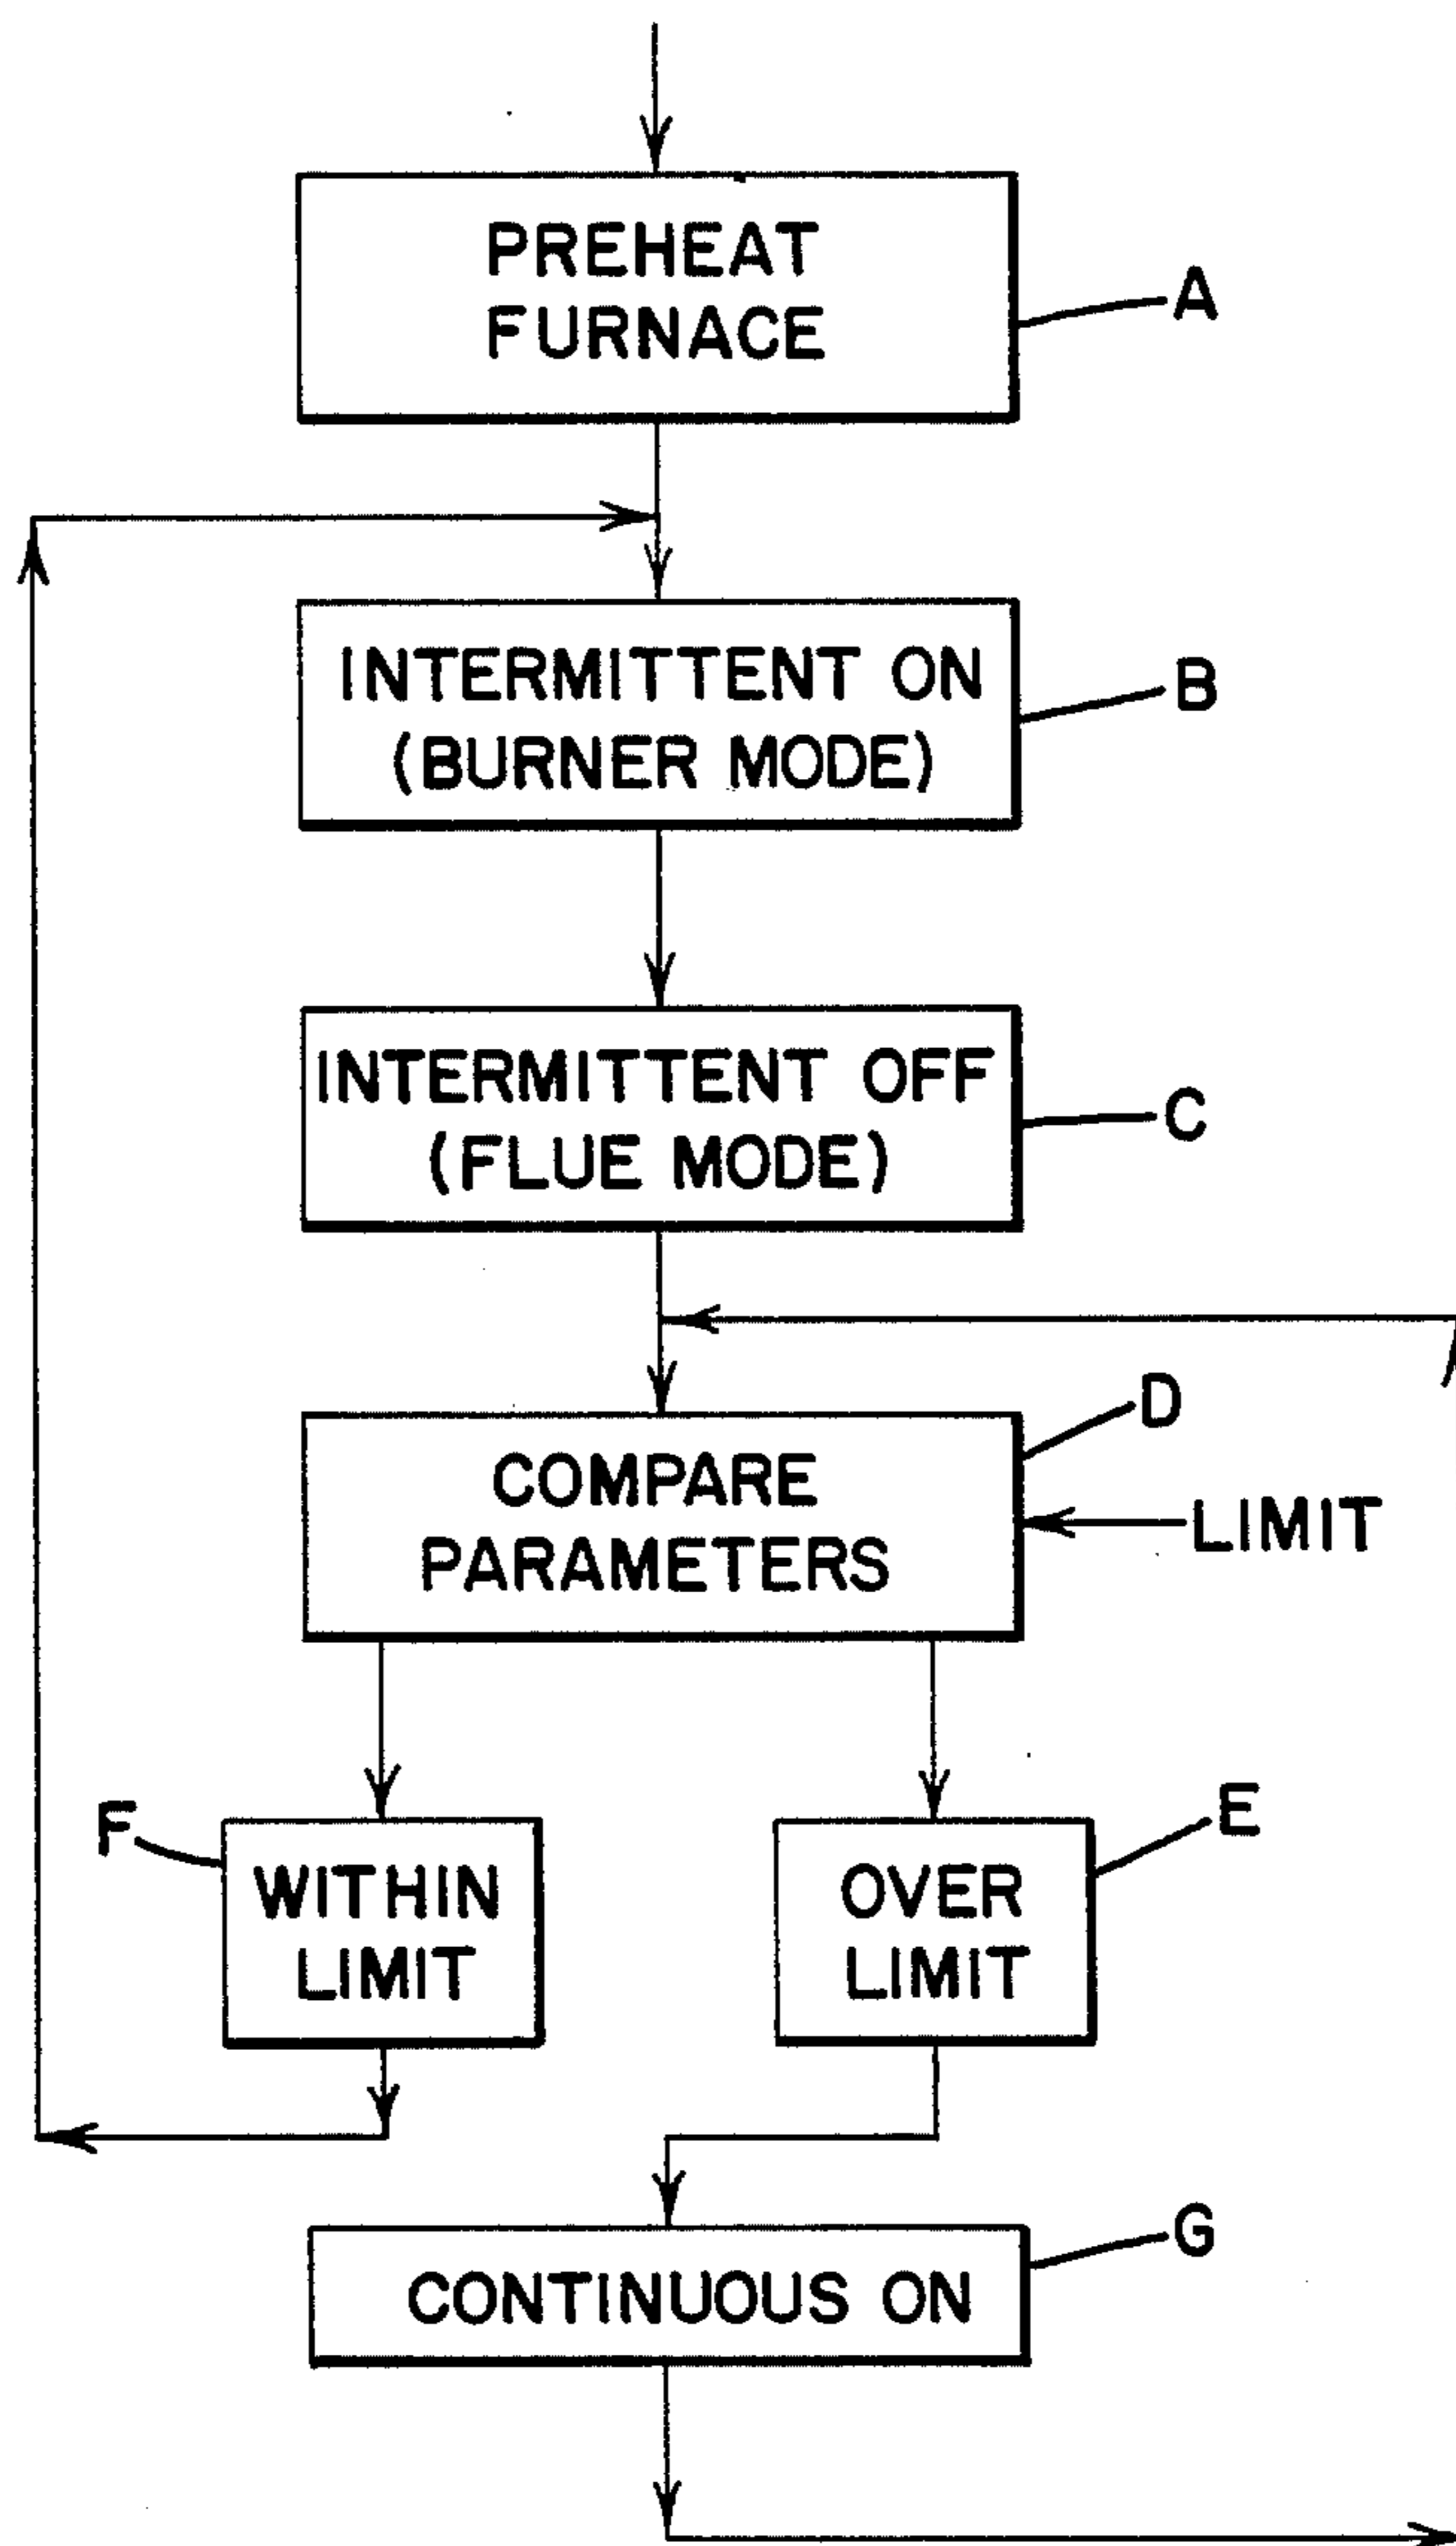 PREHEAT
FURNACE
A
INTERMITTENT ON
(BURNER MODE)
B
INTERMITTENT OFF
(FLUE MODE)
C
D
COMPARE
PARAMETERS
LIMIT
F
WITHIN
LIMIT
E
OVER
LIMIT
G
CONTINUOUS ON